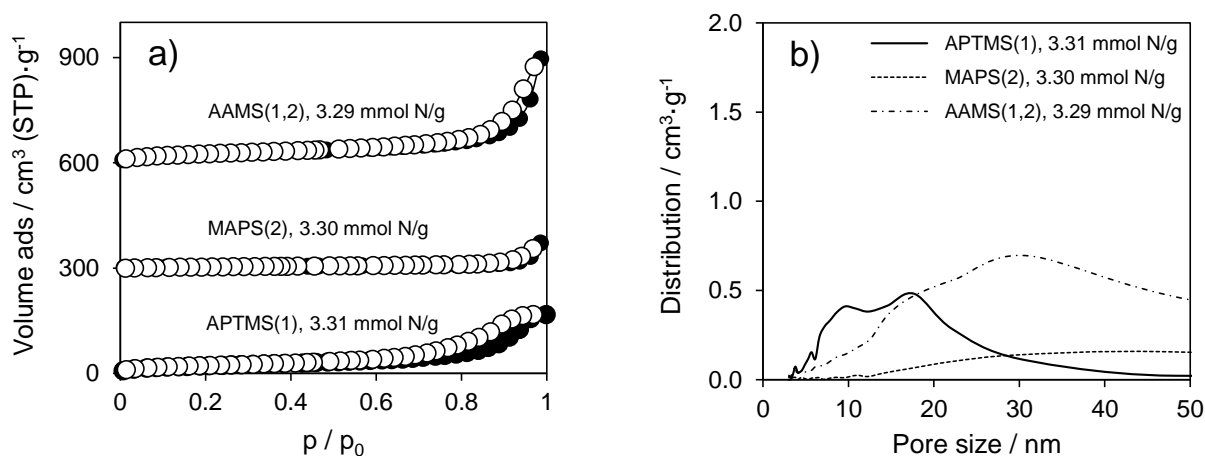 a)
Volume ads / cm³ (STP)·g⁻¹
900
600
300
0
AAMS(1,2), 3.29 mmol N/g
MAPS(2), 3.30 mmol N/g
APTMS(1), 3.31 mmol N/g
0 0.2 0.4 0.6 0.8 1
p / p₀
b)
Distribution / cm³·g⁻¹
2.0
1.5
1.0
0.5
0.0
APTMS(1), 3.31 mmol N/g
MAPS(2), 3.30 mmol N/g
AAMS(1,2), 3.29 mmol N/g
0 10 20 30 40 50
Pore size / nm